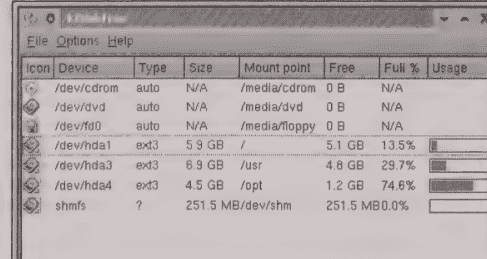 File Options Help
Icon Device Type Size Mount point Free Full % Usage
/dev/cdrom auto N/A /media/cdrom 0 B N/A
/dev/dvd auto N/A /media/dvd 0 B N/A
/dev/fd0 auto N/A /media/floppy 0 B N/A
/dev/hda1 ext3 5.9 GB / 5.1 GB 13.5%
/dev/hda3 ext3 6.9 GB /usr 4.8 GB 29.7%
/dev/hda4 ext3 4.5 GB /opt 1.2 GB 74.6%
shmfs ? 251.5 MB /dev/shm 251.5 MB 0.0%